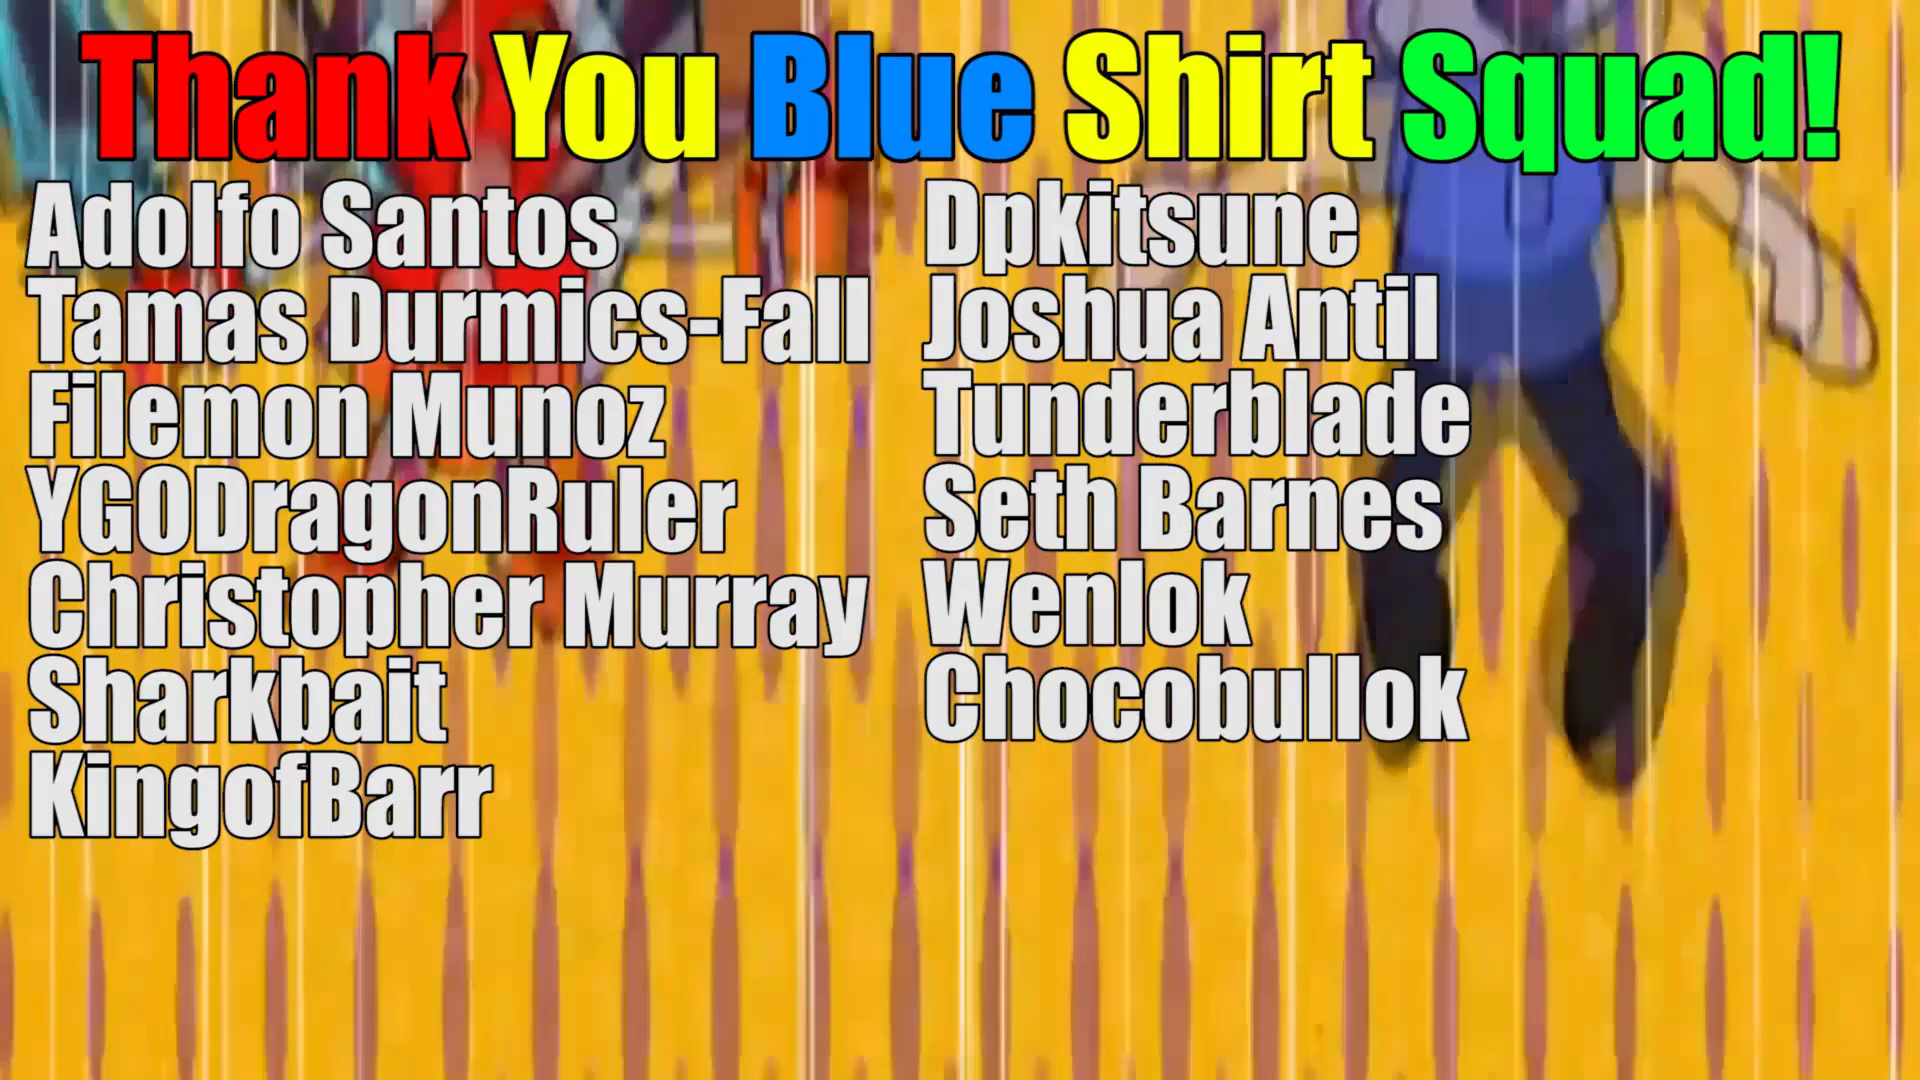 Thank You Blue Shirt Squad!
Adolfo Santos
Tamas Durmics-Fall
Filemon Munoz
YGODragonRuler
Christopher Murray
Sharkbait
KingofBarr
Dpkitsune
Joshua Antil
Tunderblade
Seth Barnes
Wenlok
Chocobullok